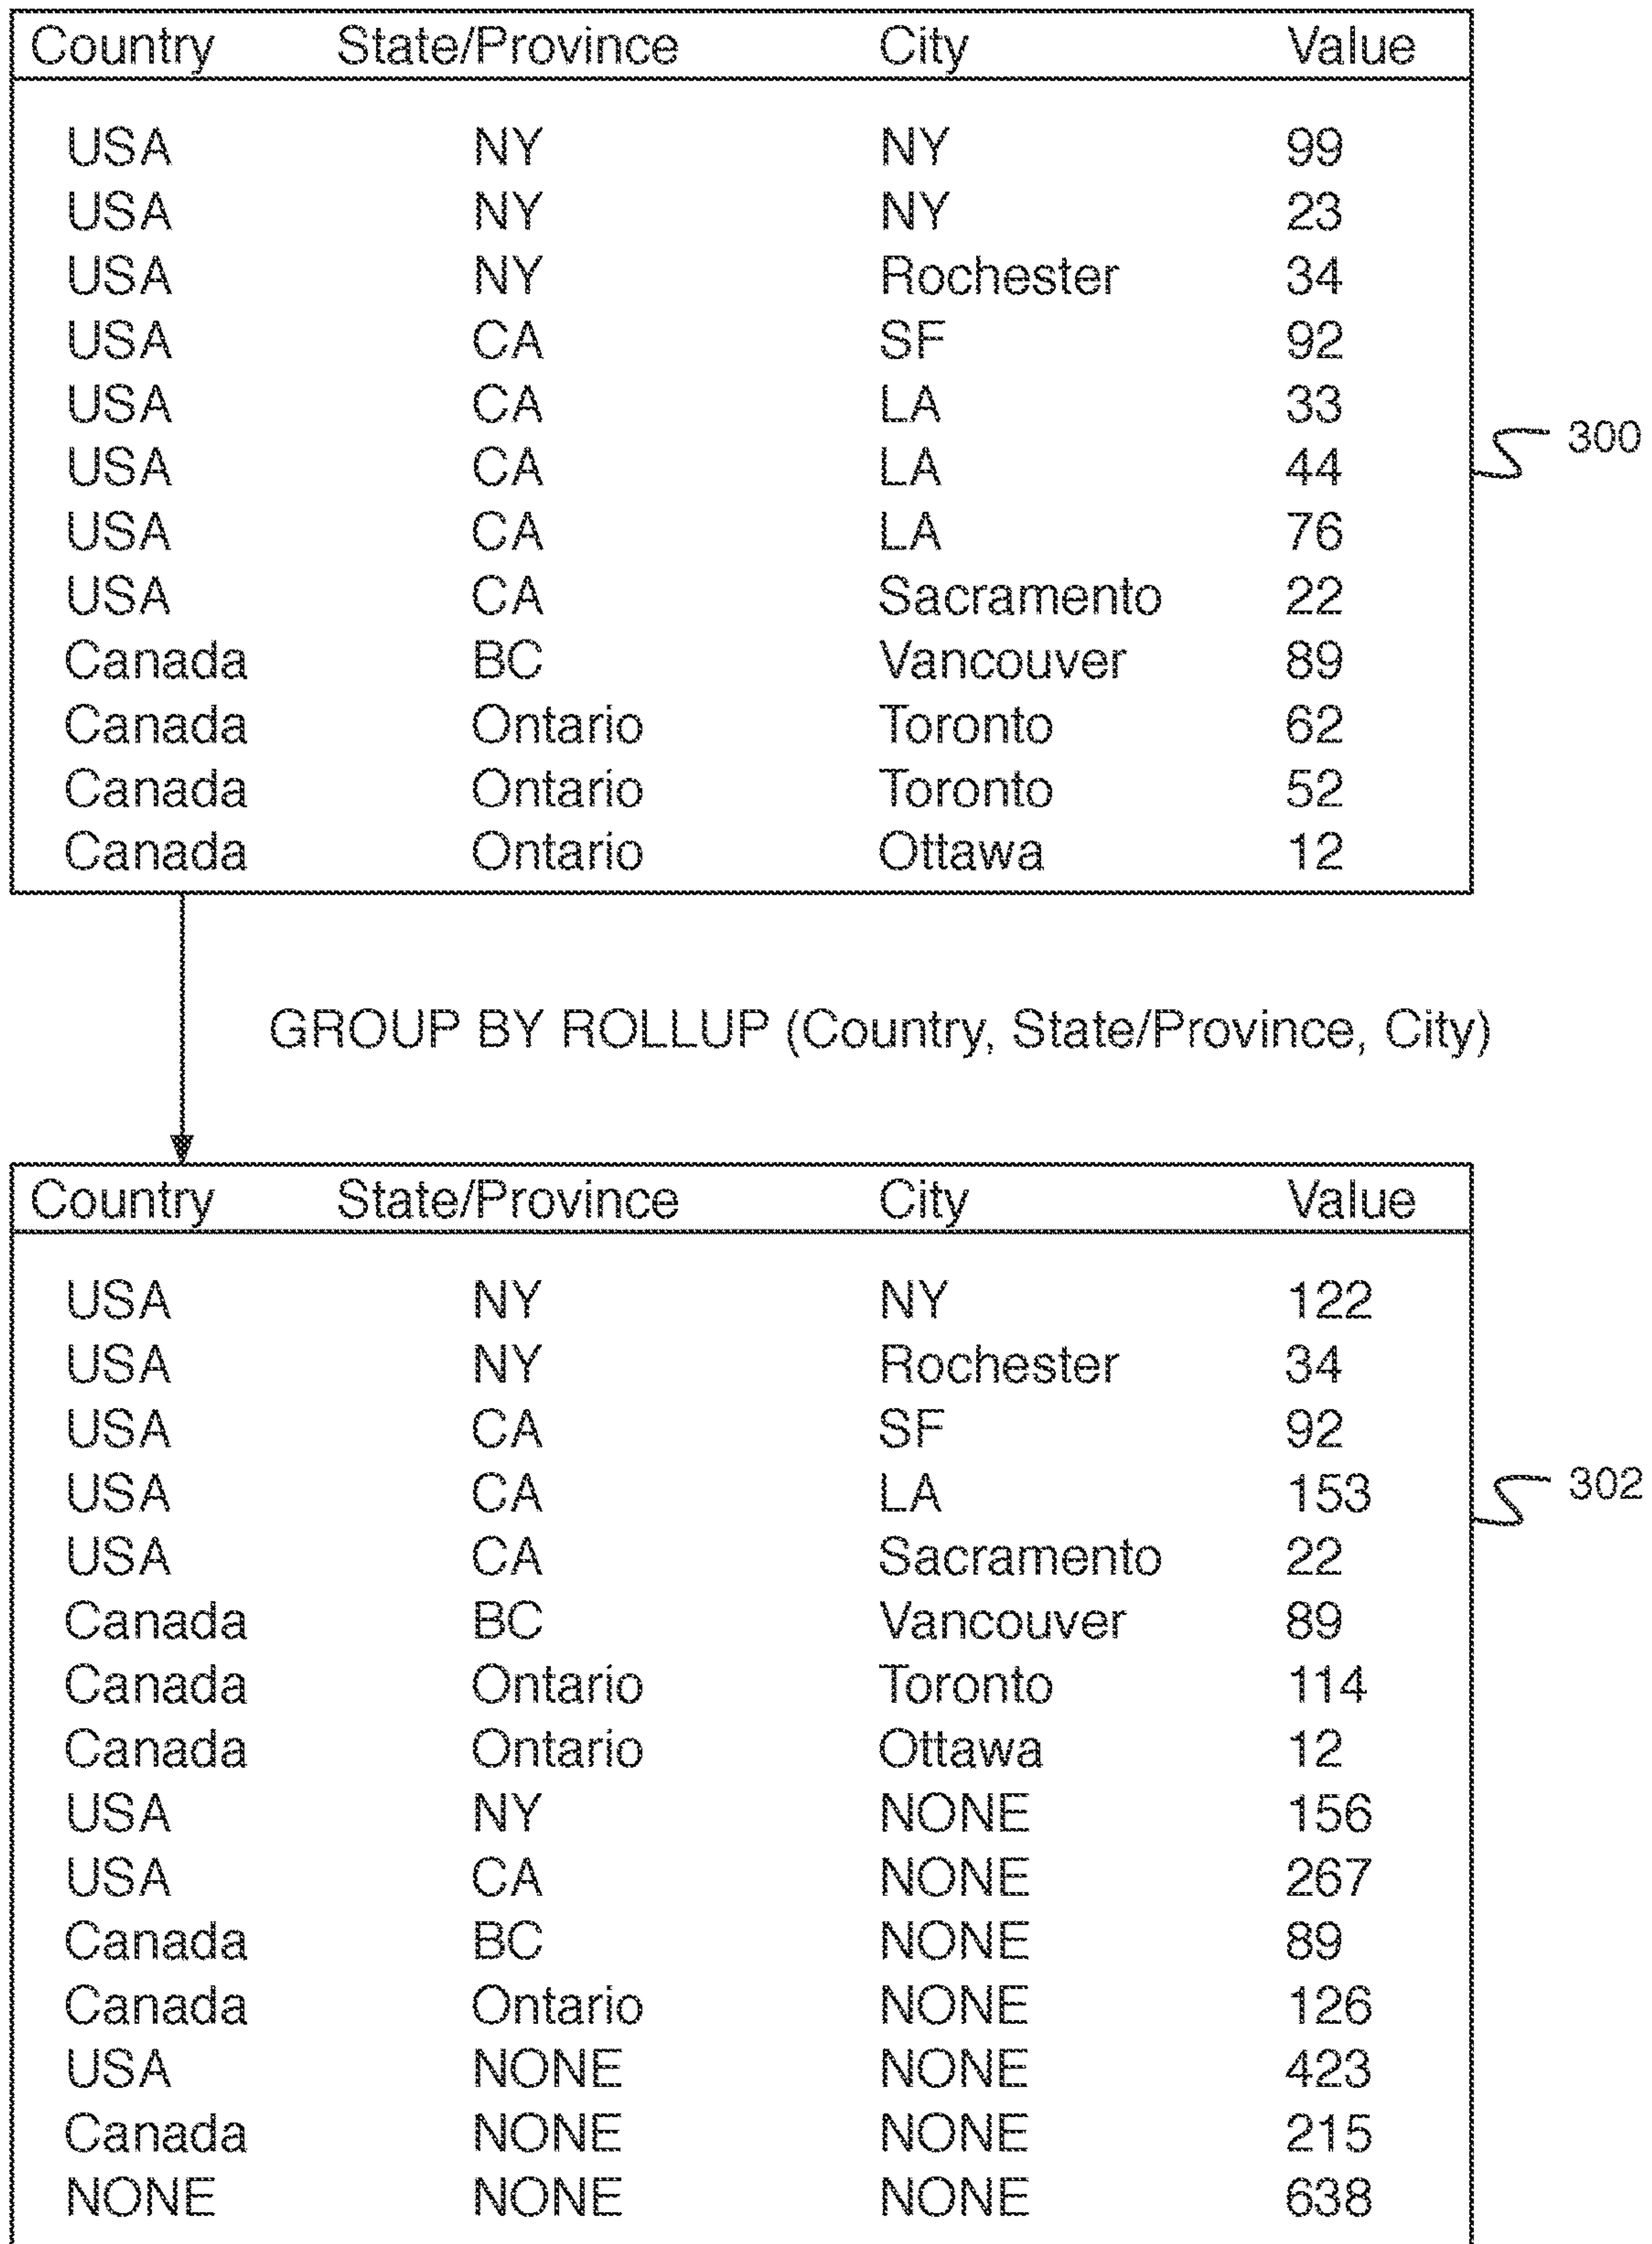 Country State/Province City Value
USA NY NY 99
USA NY NY 23
USA NY Rochester 34
USA CA SF 92
USA CA LA 33
USA CA LA 44
USA CA LA 76
USA CA Sacramento 22
Canada BC Vancouver 89
Canada Ontario Toronto 62
Canada Ontario Toronto 52
Canada Ontario Ottawa 12
300
GROUP BY ROLLUP (Country, State/Province, City)
Country State/Province City Value
USA NY NY 122
USA NY Rochester 34
USA CA SF 92
USA CA LA 153
USA CA Sacramento 22
Canada BC Vancouver 89
Canada Ontario Toronto 114
Canada Ontario Ottawa 12
USA NY NONE 156
USA CA NONE 267
Canada BC NONE 89
Canada Ontario NONE 126
USA NONE NONE 423
Canada NONE NONE 215
NONE NONE NONE 638
302